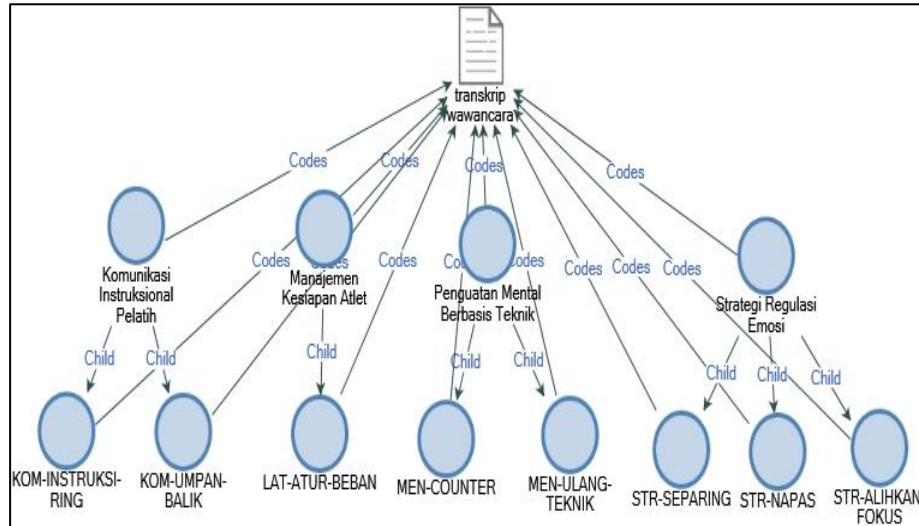 transkrip
wawancara
Codes
Codes
Codes
Codes
Komunikasi
Instruksional
Pelatih
Codes
Codes
Manajemen
Kesiapan Atlet
Codes
Codes
Codes
Penguatan Mental
Berbasis Teknik
Codes
Codes
Codes
Strategi Regulasi
Emosi
Child
Child
Child
Child
Child
Child
Child
Child
KOM-INSTRUKSI-
RING
KOM-UMPAN-
BALIK
LAT-ATUR-BEBAN
MEN-COUNTER
MEN-ULANG-
TEKNIK
STR-SEPARING
STR-NAPAS
STR-ALIHKAN
FOKUS